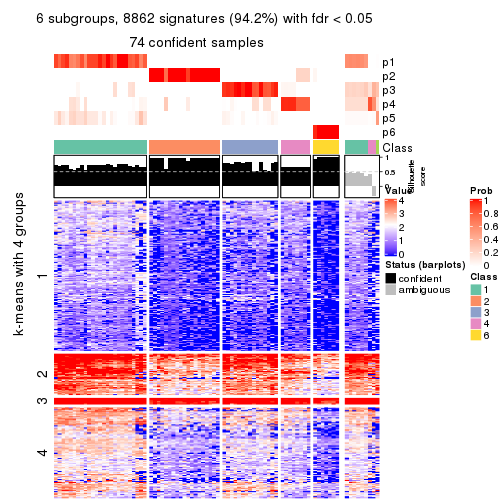 6 subgroups, 8862 signatures (94.2%) with fdr < 0.05
74 confident samples
p1
p2
p3
p4
p5
p6
Class
1
0.5
0
Silhouette
score
k-means with 4 groups
1
2
3
4
Value
4
3
2
1
0
Status (barplots)
confident
ambiguous
Prob
1
0.8
0.6
0.4
0.2
0
Class
1
2
3
4
6